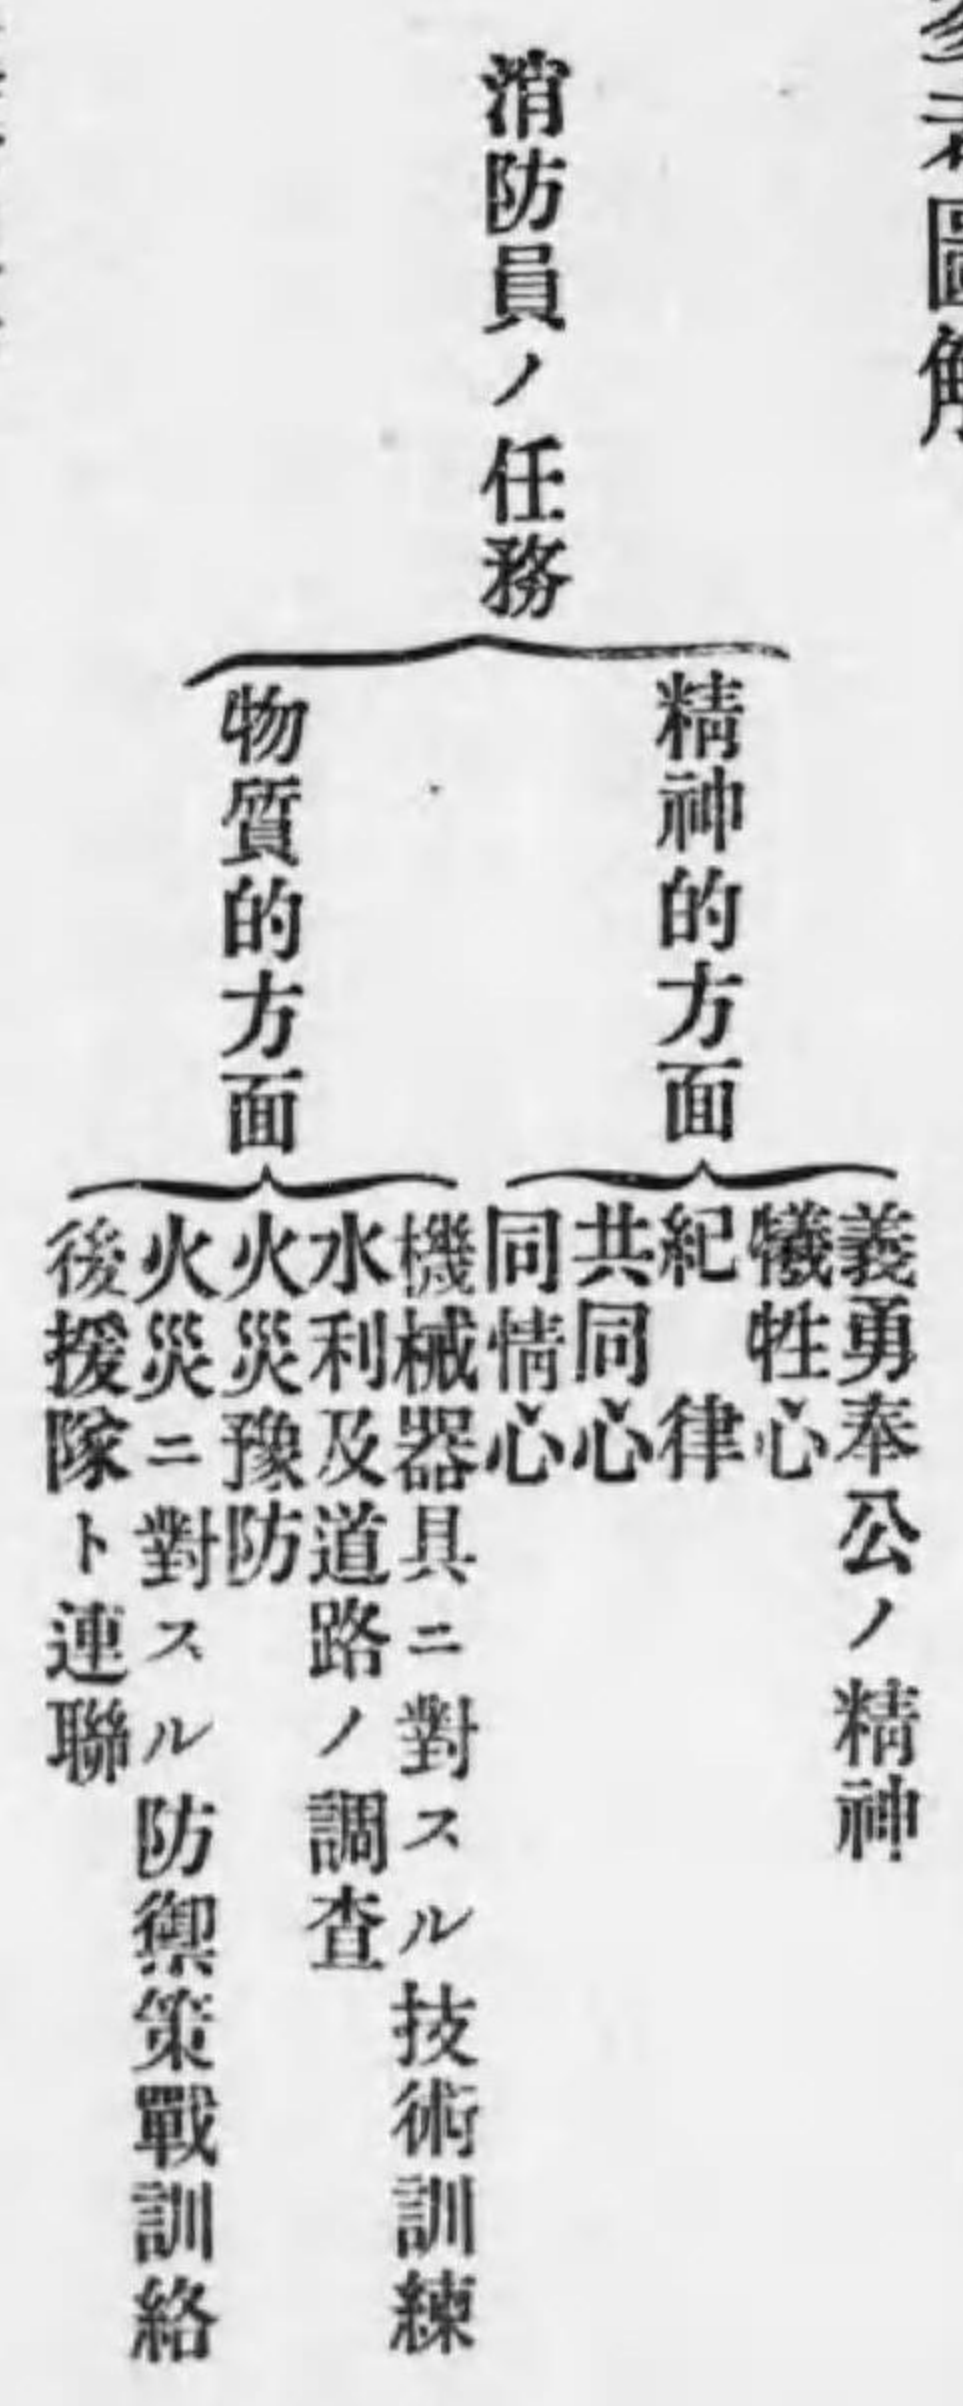 圖解
消防員ノ任務
精神的方面
義勇奉公ノ精神
犧牲心
紀律
共同心
同情心
物質的方面
機械器具ニ對スル技術訓練
水利及道路ノ調査
火災豫防
火災ニ對スル防禦策戰訓絡
後援隊ト連聯